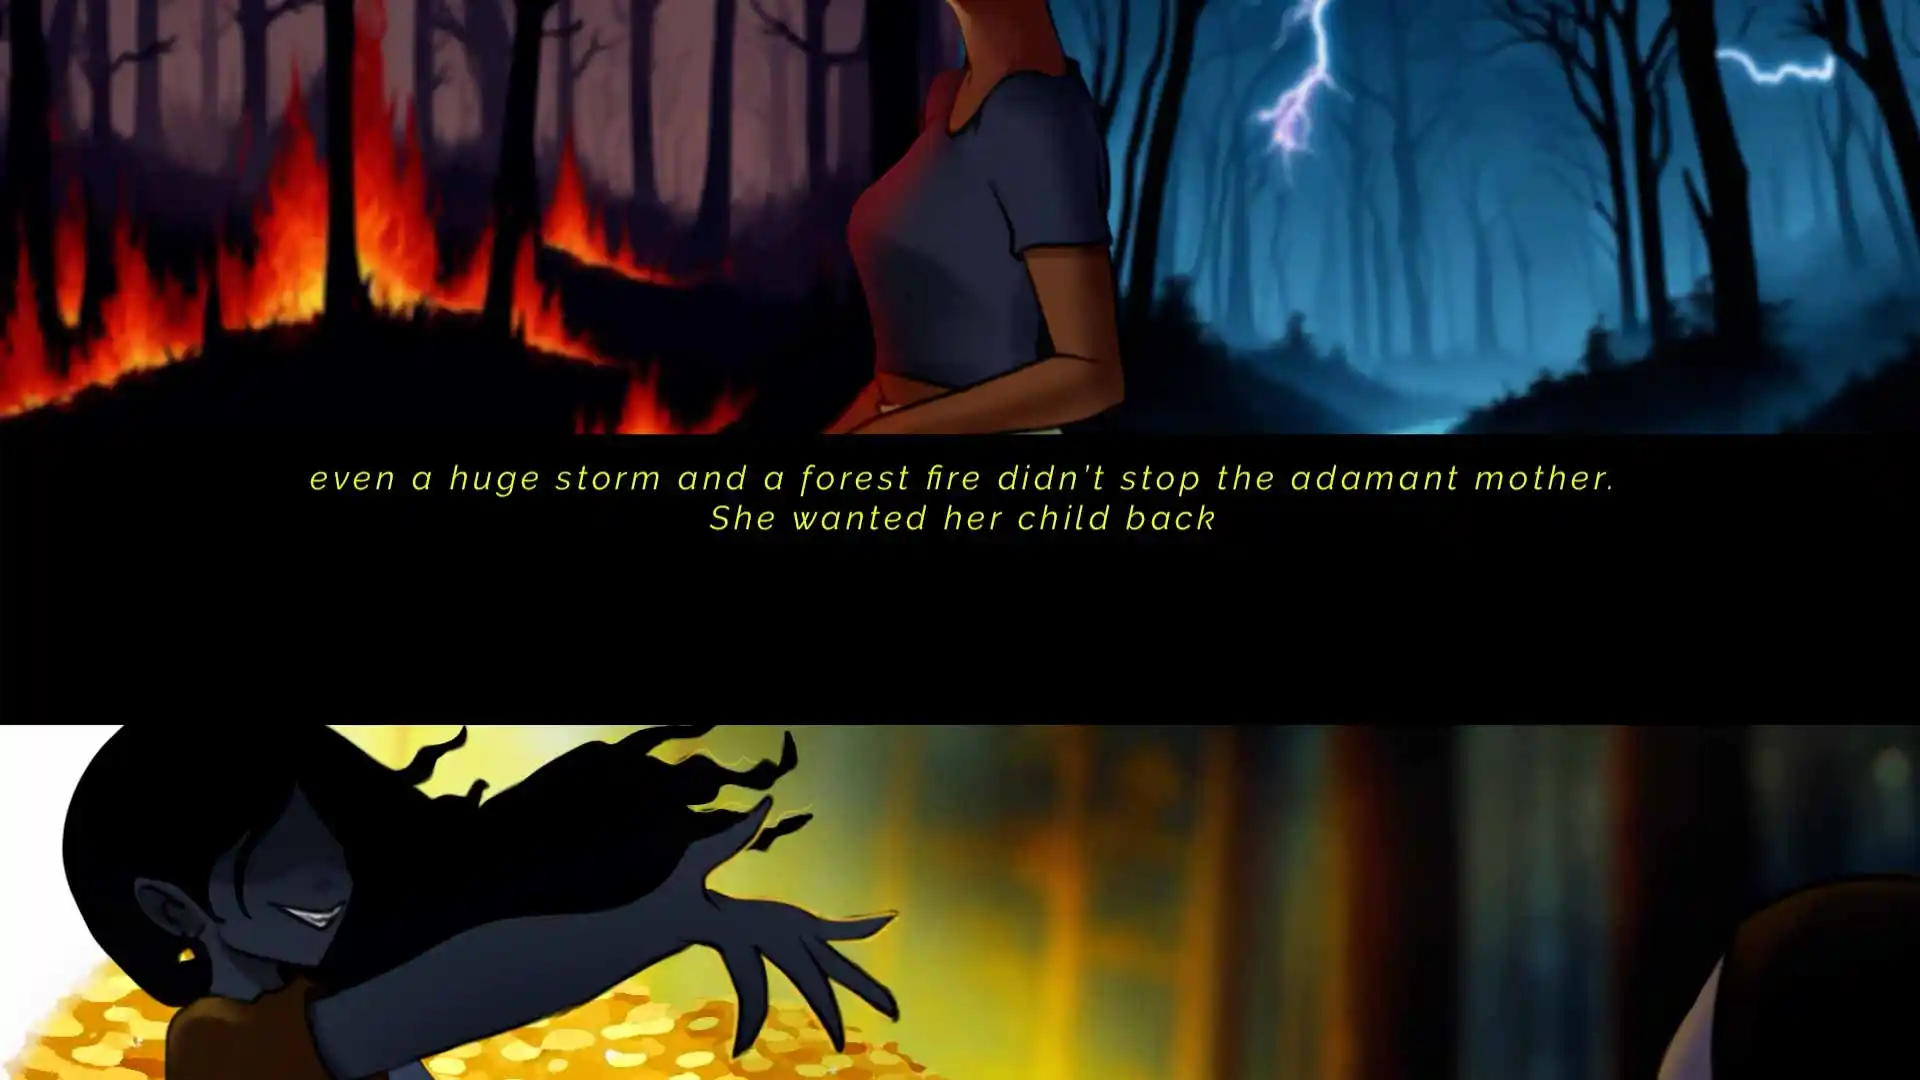 even a huge storm and a forest fire didn't stop the adamant mother.
She wanted her child back